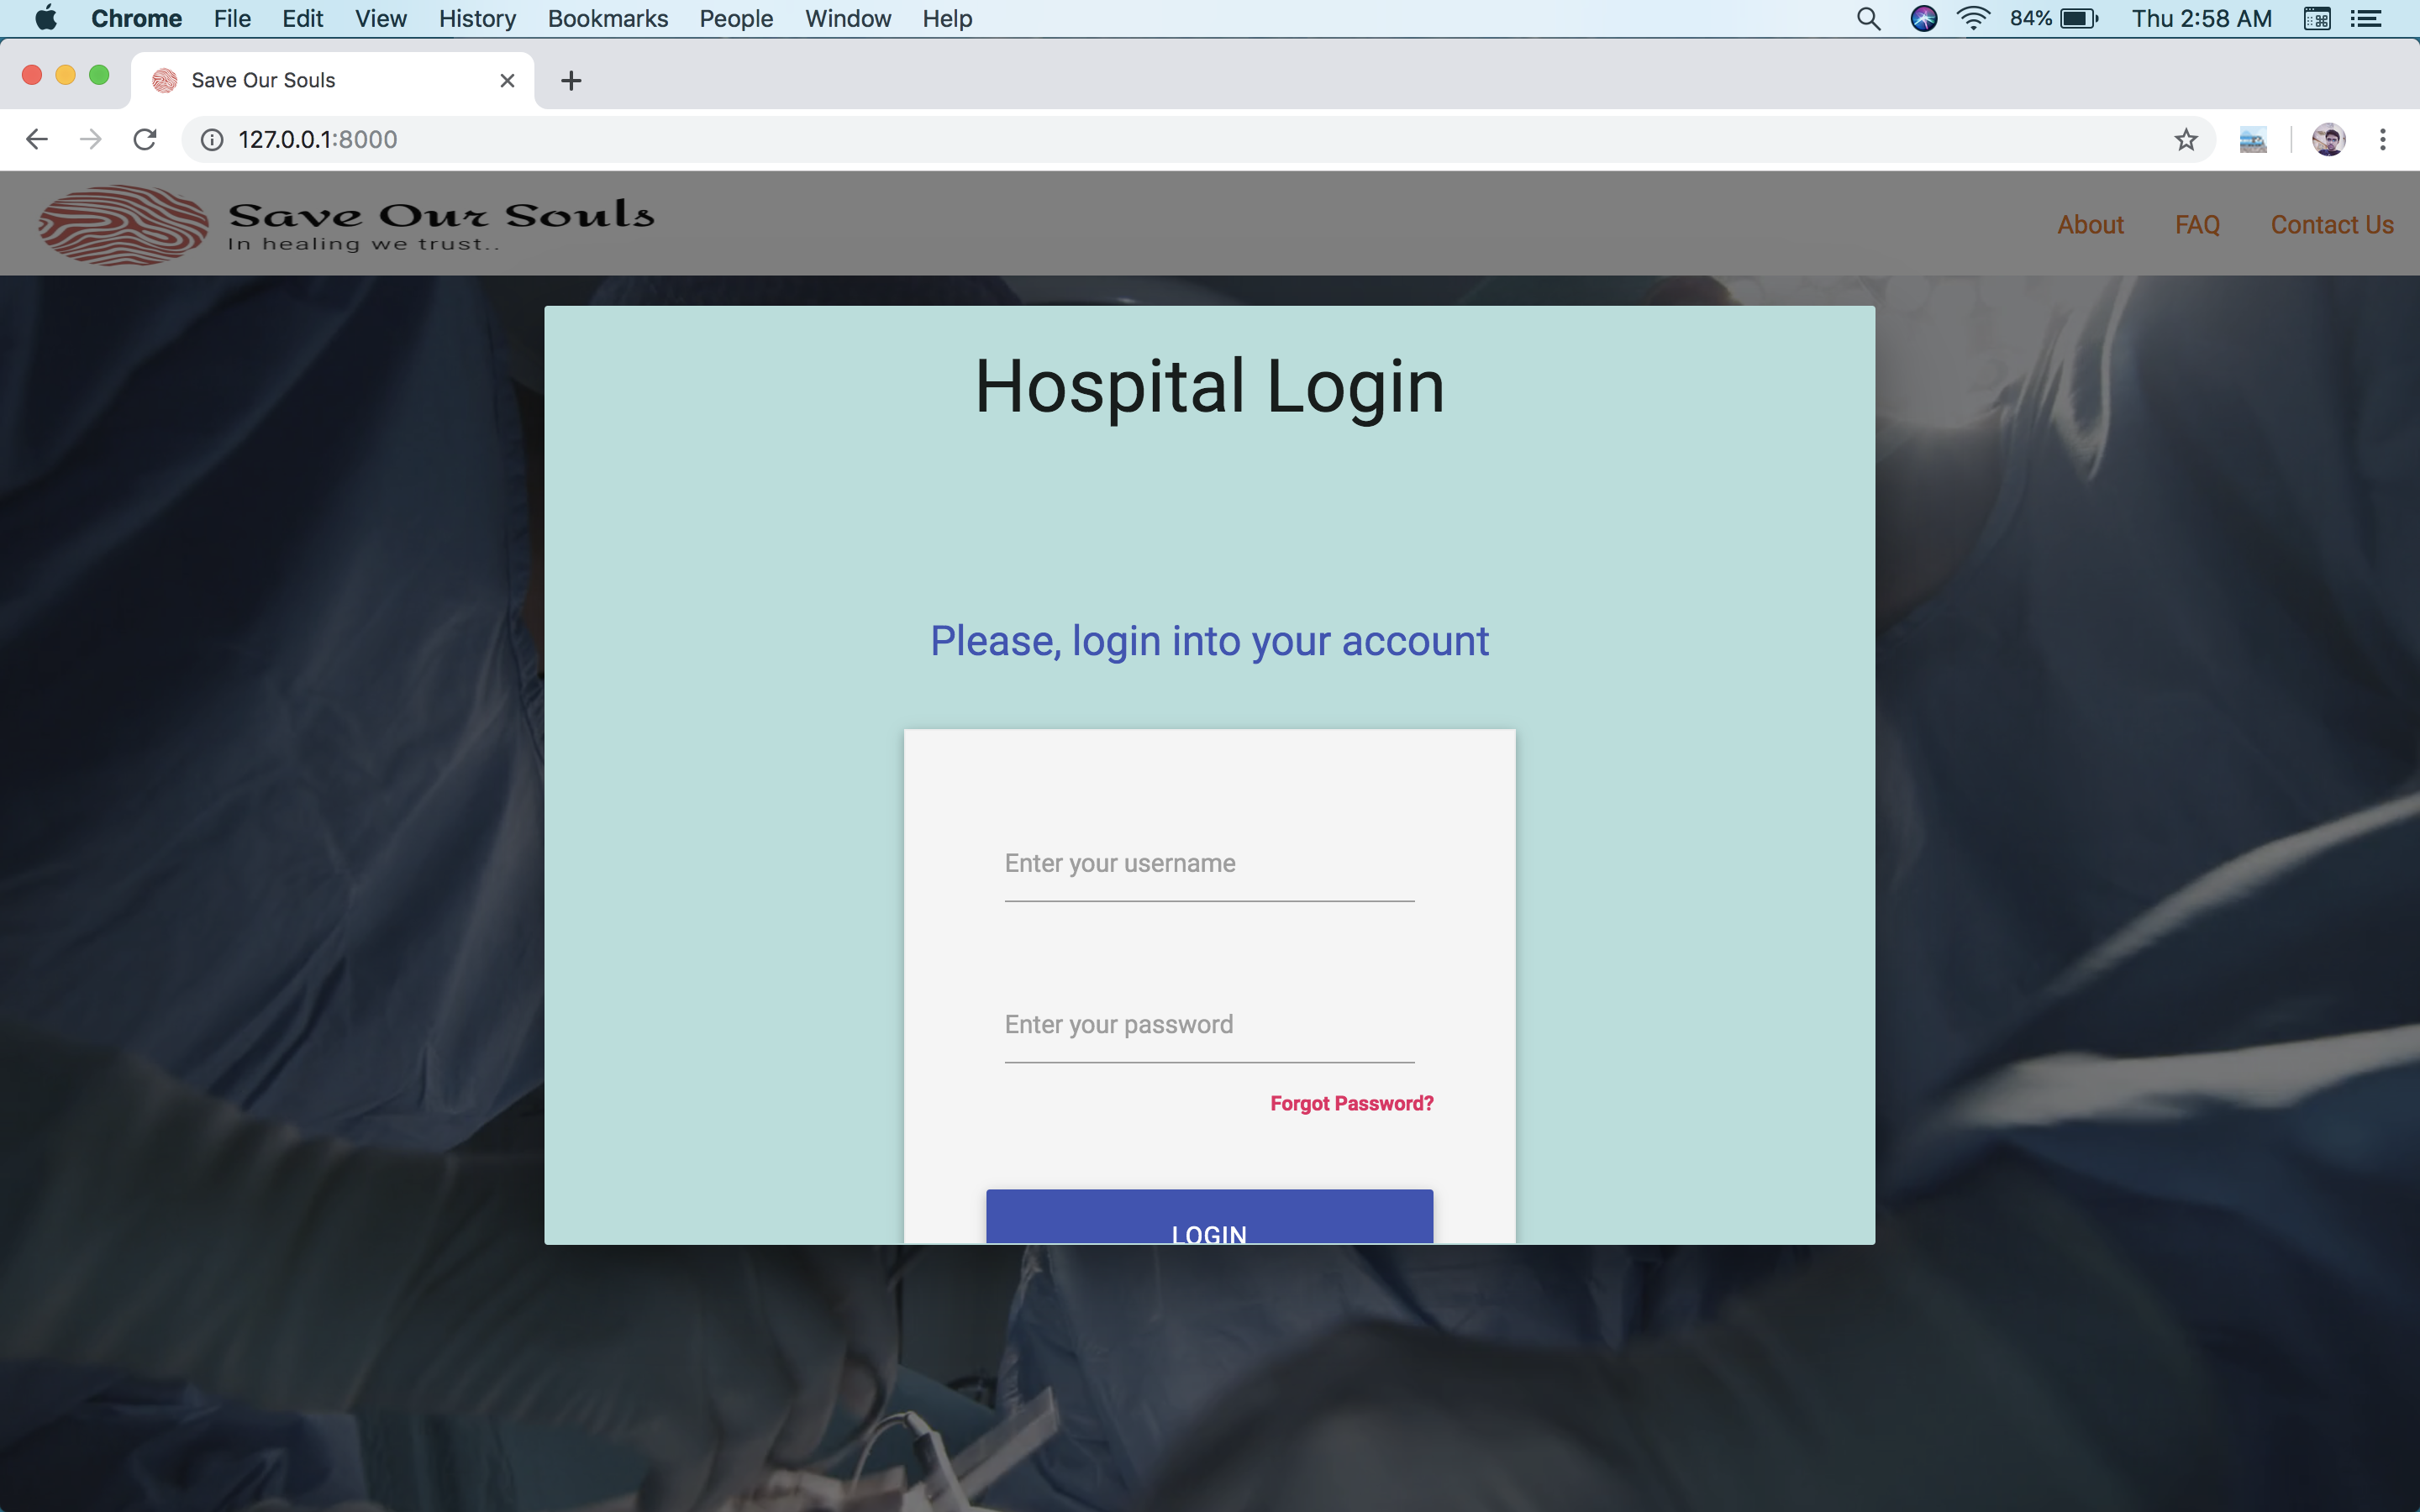 Chrome File Edit View History Bookmarks People Window Help 84% Thu 2:58 AM
Save Our Souls
127.0.0.1:8000
Save Our Souls
In healing we trust..
About FAQ Contact Us
Hospital Login
Please, login into your account
Enter your username
Enter your password
Forgot Password?
LOGIN